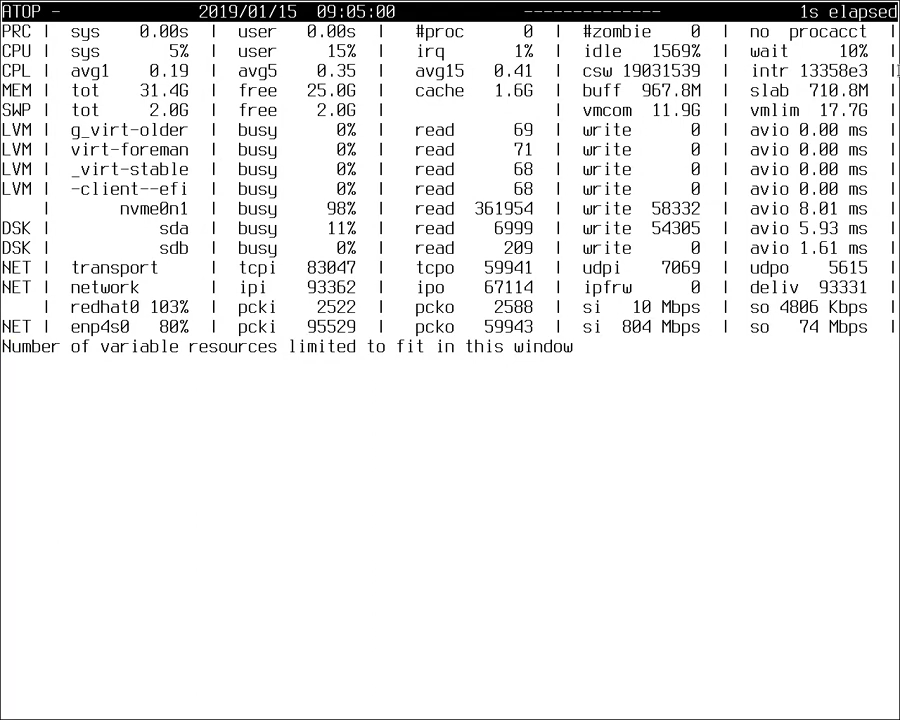 ATOP - 2019/01/15 09:05:00 -------------- 1s elapsed
PRC | sys 0.00s | user 0.00s | #proc 0 | #zombie 0 | no procacct |
CPU | sys 5% | user 15% | irq 1% | idle 1569% | wait 10% |
CPL | avg1 0.19 | avg5 0.35 | avg15 0.41 | csw 19031539 | intr 13358e3 |
MEM | tot 31.4G | free 25.0G | cache 1.6G | buff 967.8M | slab 710.8M |
SWP | tot 2.0G | free 2.0G | | vmcom 11.9G | vmlim 17.7G |
LVM | g_virt-older | busy 0% | read 69 | write 0 | avio 0.00 ms |
LVM | virt-foreman | busy 0% | read 71 | write 0 | avio 0.00 ms |
LVM | _virt-stable | busy 0% | read 68 | write 0 | avio 0.00 ms |
LVM | -client--efi | busy 0% | read 68 | write 0 | avio 0.00 ms |
| nvme0n1 | busy 98% | read 361954 | write 58332 | avio 8.01 ms |
DSK | sda | busy 11% | read 6999 | write 54305 | avio 5.93 ms |
DSK | sdb | busy 0% | read 209 | write 0 | avio 1.61 ms |
NET | transport | tcpi 83047 | tcpo 59941 | udpi 7069 | udpo 5615 |
NET | network | ipi 93362 | ipo 67114 | ipfrw 0 | deliv 93331 |
| redhat0 103% | pcki 2522 | pcko 2588 | si 10 Mbps | so 4806 Kbps |
NET | enp4s0 80% | pcki 95529 | pcko 59943 | si 804 Mbps | so 74 Mbps |
Number of variable resources limited to fit in this window